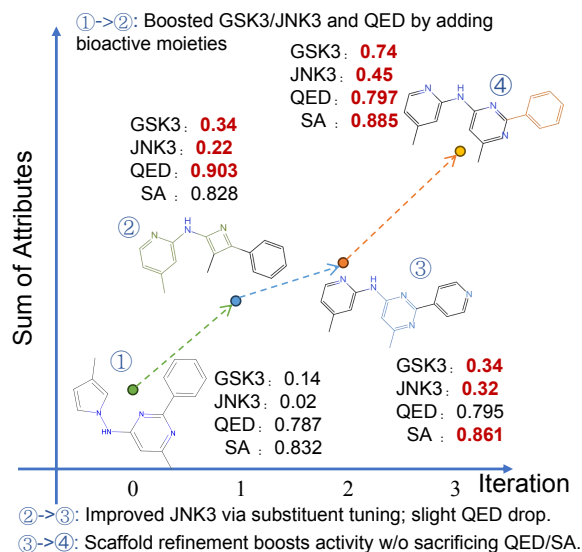 ①->②: Boosted GSK3/JNK3 and QED by adding
bioactive moieties
GSK3: 0.74
JNK3: 0.45
QED: 0.797
SA : 0.885
④
GSK3: 0.34
JNK3: 0.22
QED: 0.903
SA : 0.828
②
③
①
GSK3: 0.14
JNK3: 0.02
QED: 0.787
SA : 0.832
GSK3: 0.34
JNK3: 0.32
QED: 0.795
SA : 0.861
Sum of Attributes
0 1 2 3 Iteration
②->③: Improved JNK3 via substituent tuning; slight QED drop.
③->④: Scaffold refinement boosts activity w/o sacrificing QED/SA.
N H N N N
N H N N
N H N N N N
N NH N N